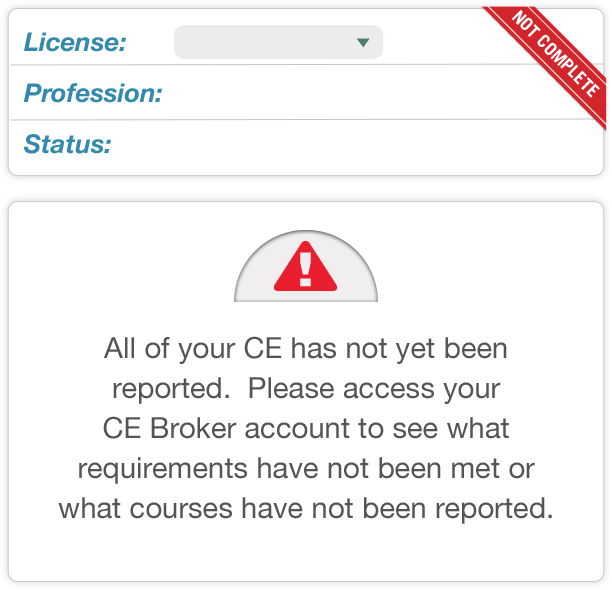 License:
NOT COMPLETE
Profession:
Status:
All of your CE has not yet been
reported.  Please access your
CE Broker account to see what
requirements have not been met or
what courses have not been reported.